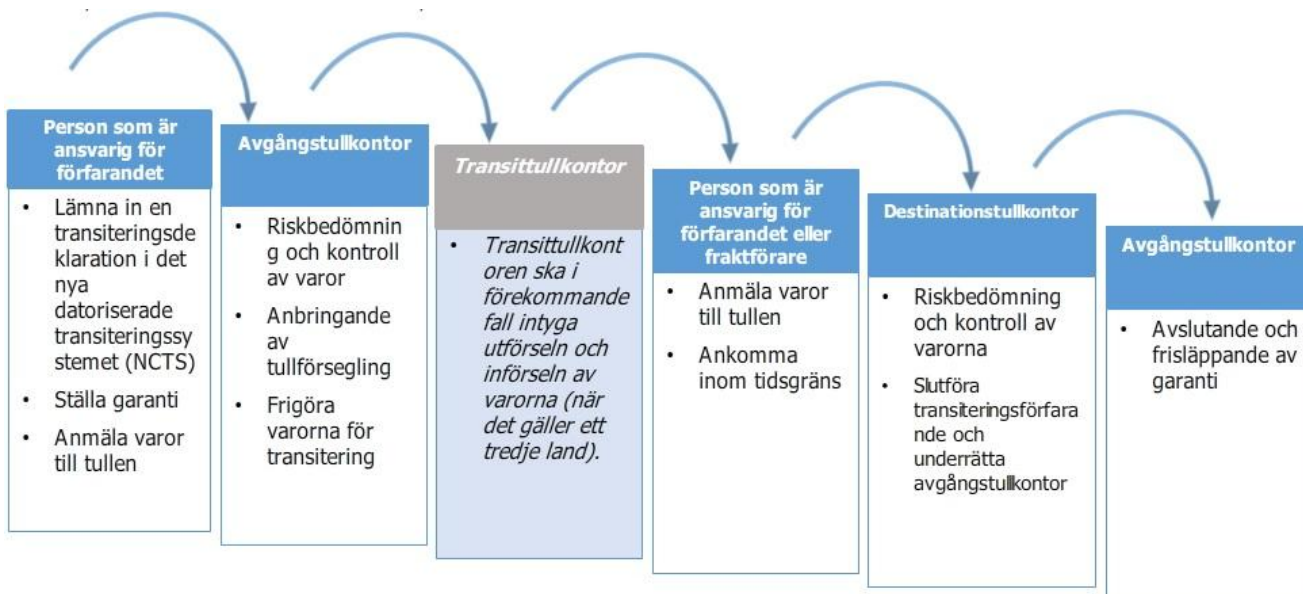 Person som är
ansvarig för
förfarandet
• Lämna in en
transiteringsde
klaration i det
nya
datoriserade
transiteringssy
stemet (NCTS)
• Ställa garanti
• Anmäla varor
till tullen
Avgångstullkontor
• Riskbedömnin
g och kontroll
av varor
• Anbringande
av
tullförsegling
• Frigöra
varorna för
transitering
Transittullkontor
• Transittullkont
oren ska i
förekommande
fall intyga
utförseln och
införseln av
varorna (när
det gäller ett
tredje land).
Person som är
ansvarig för
förfarandet eller
fraktförare
• Anmäla varor
till tullen
• Ankomma
inom tidsgräns
Destinationstullkontor
• Riskbedömning
och kontroll av
varorna
• Slutföra
transiteringsförfara
nde och
underrätta
avgångstullkontor
Avgångstullkontor
• Avslutande och
frisläppande av
garanti